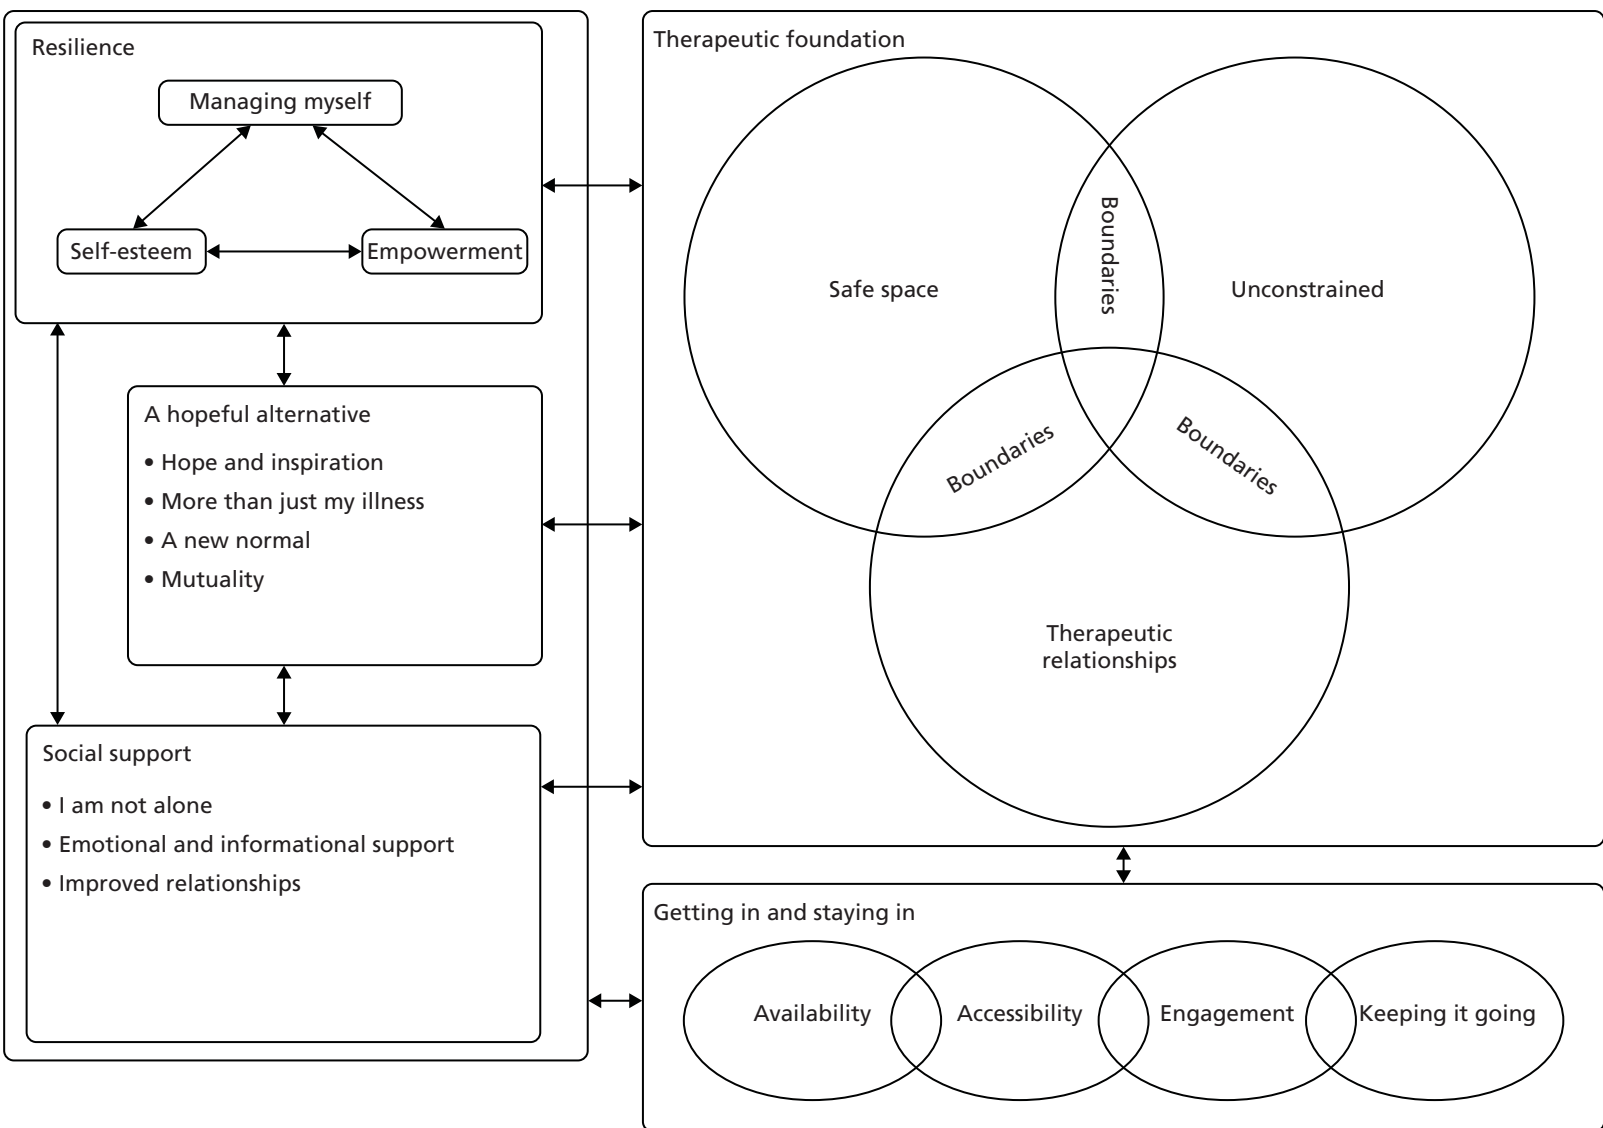 Resilience
Managing myself
Self-esteem
Empowerment
A hopeful alternative
• Hope and inspiration
• More than just my illness
• A new normal
• Mutuality
Social support
• I am not alone
• Emotional and informational support
• Improved relationships
Therapeutic foundation
Safe space
Boundaries
Unconstrained
Boundaries
Boundaries
Therapeutic
relationships
Getting in and staying in
Availability
Accessibility
Engagement
Keeping it going